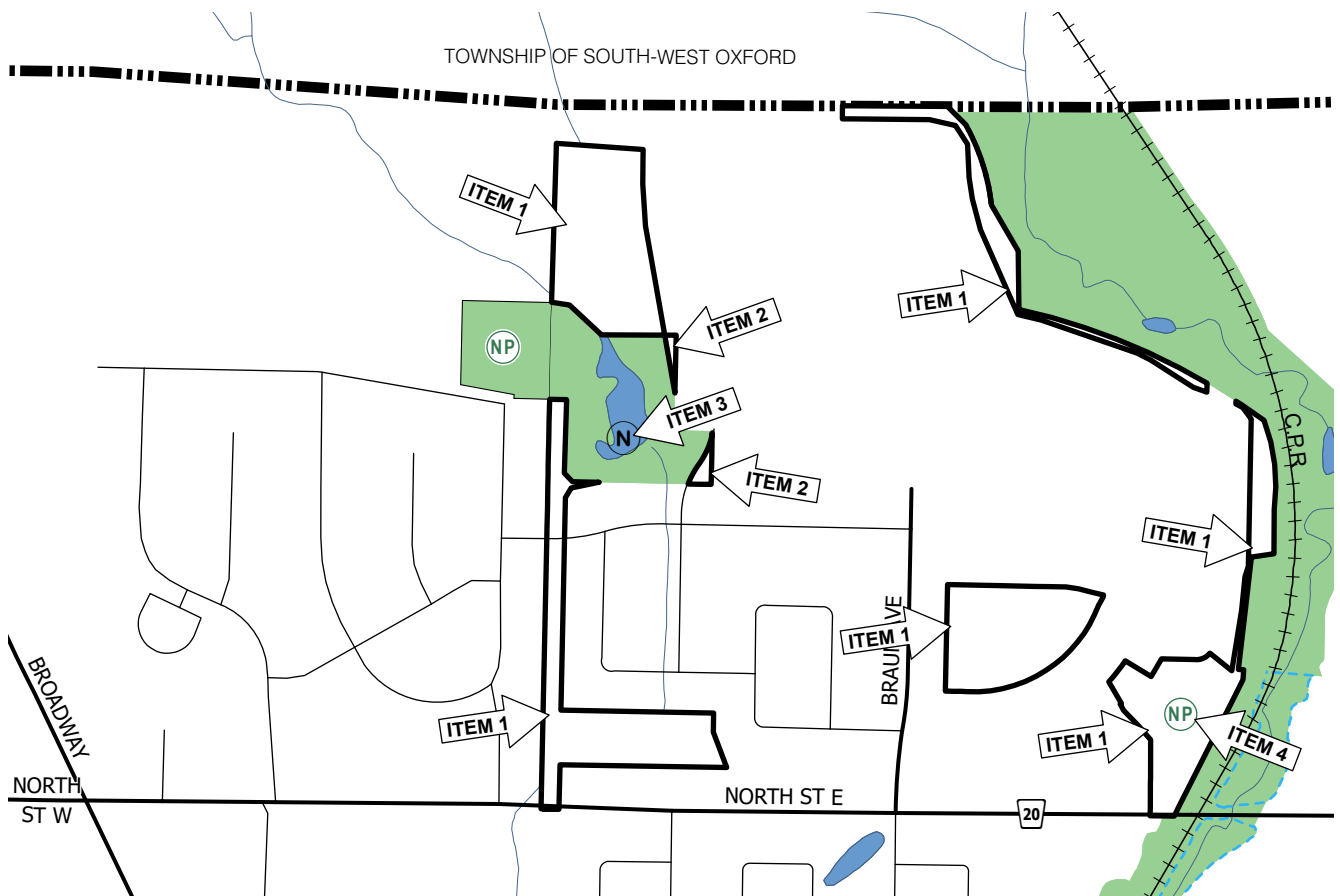 TOWNSHIP OF SOUTH-WEST OXFORD
ITEM 1
ITEM 2
ITEM 1
NP
ITEM 3
N
C.P.R
ITEM 2
ITEM 1
ITEM 1
BROADWAY
ITEM 1
NP
ITEM 1
ITEM 4
NORTH
ST W
NORTH ST E
20